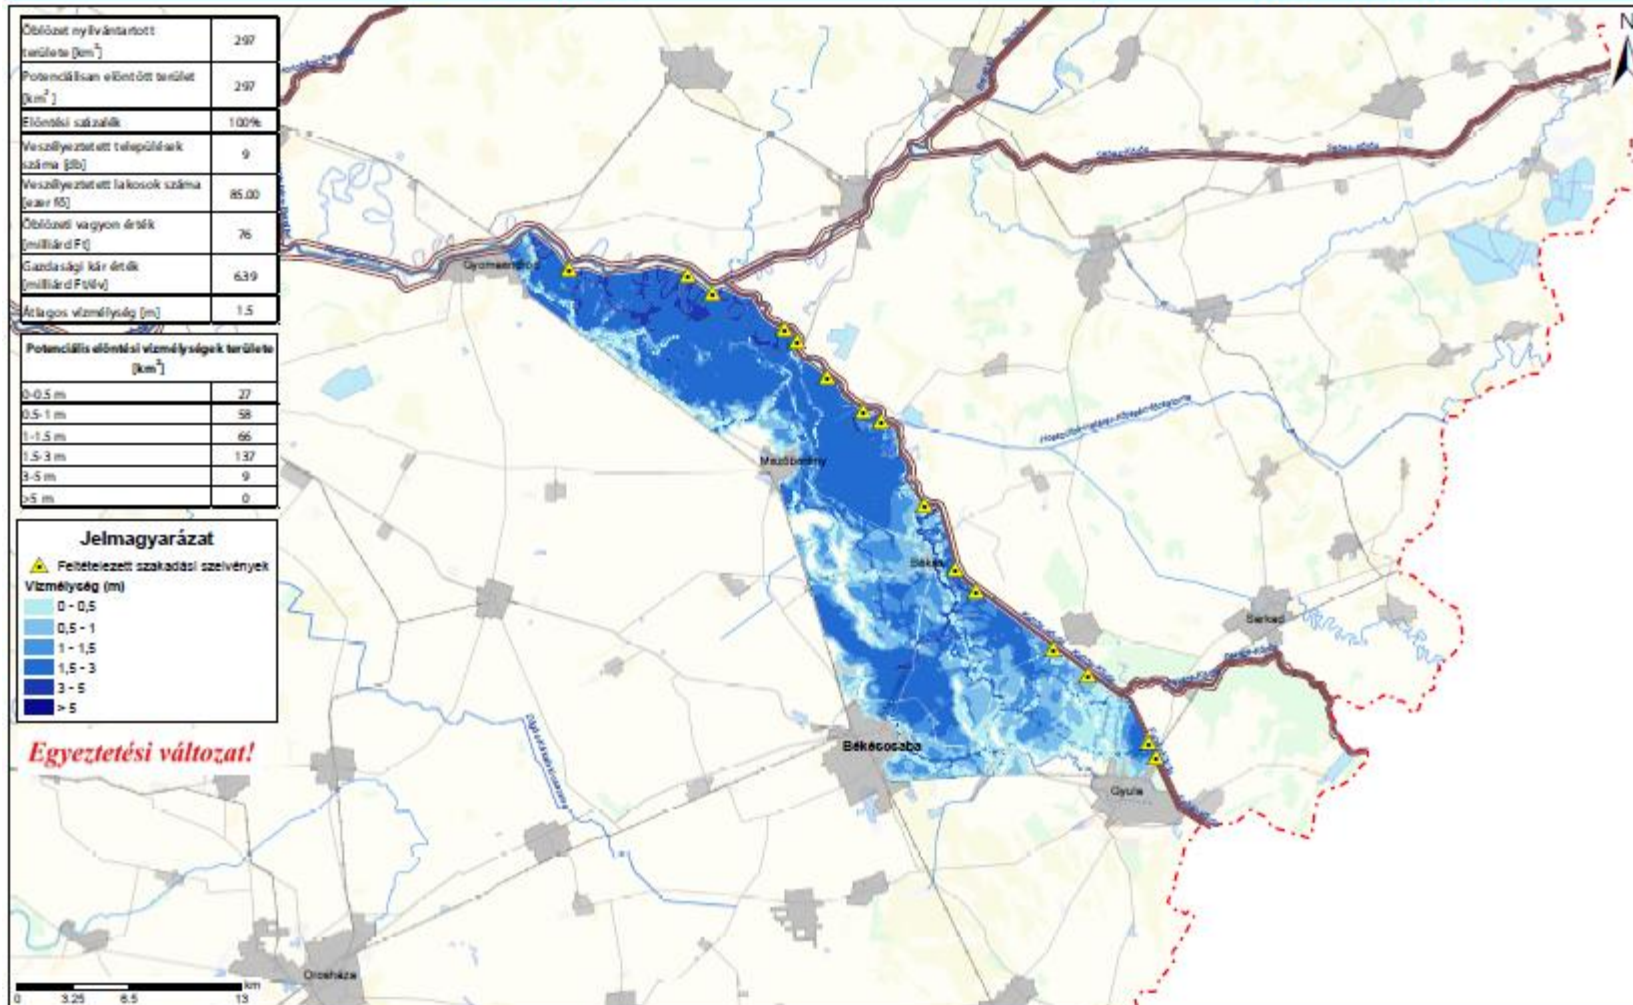 Öblözet nyilvántartott
területe [km²] 297
Potenciálisan elöntött terület
[km²] 297
Elöntési százalék 100%
Veszélyeztetett települések
száma [db] 9
Veszélyeztetett lakosok száma
[ezer fő] 85.00
Öblözeti vagyon érték
[milliárd Ft] 76
Gazdasági kár érték
[milliárd Ft/év] 6.39
Átlagos vízmélység [m] 1.5
Potenciális elöntési vízmélységek területe
[km²]
0-0.5 m 27
0.5-1 m 58
1-1.5 m 66
1.5-3 m 137
3-5 m 9
>5 m 0
Jelmagyarázat
Feltételezett szakadási szelvények
Vízmélység (m)
0 - 0,5
0,5 - 1
1 - 1,5
1,5 - 3
3 - 5
> 5
Egyeztetési változat!
N
Gyomaendrőd
Mezőberény
Békés
Sarkad
Békéscsaba
Gyula
Orosháza
km
0 3.25 6.5 13